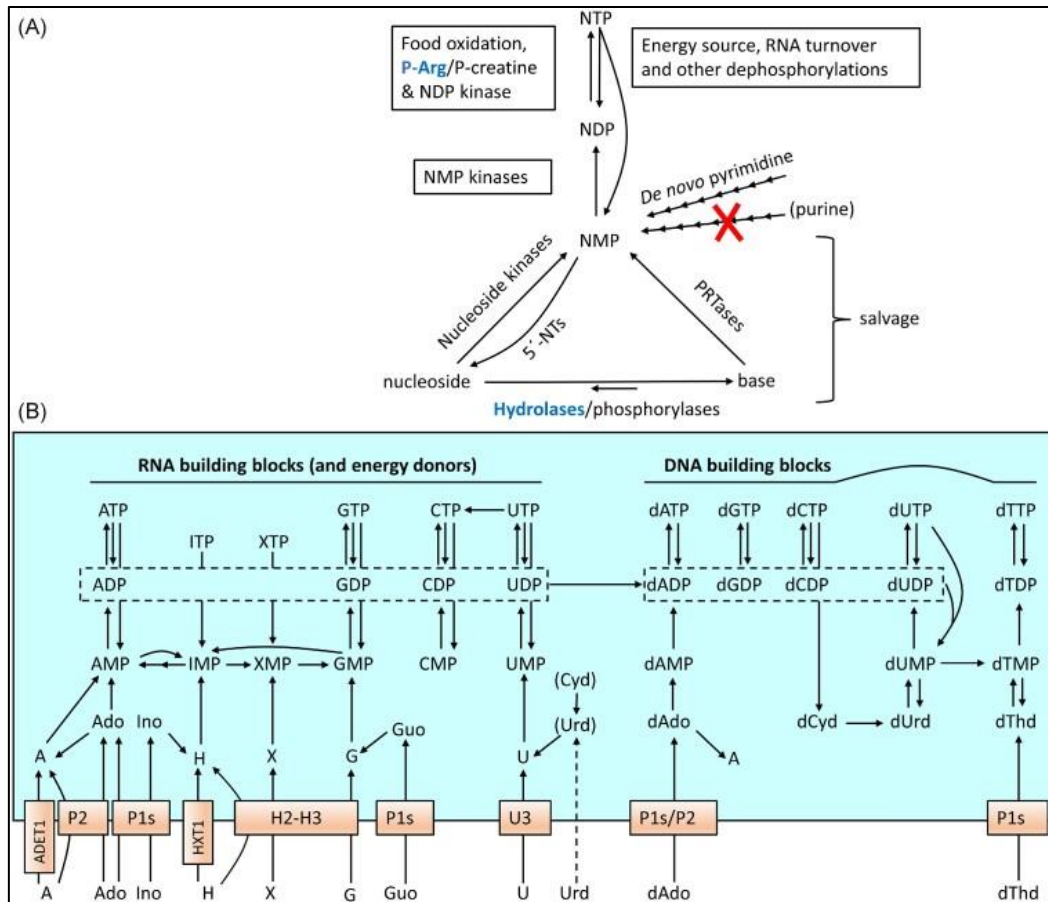 (A)
NTP
Food oxidation,
P-Arg/P-creatine
& NDP kinase
Energy source, RNA turnover
and other dephosphorylations
NDP
NMP kinases
De novo pyrimidine
(purine)
NMP
Nucleoside kinases
5´-NTs
PRTases
salvage
nucleoside
base
Hydrolases/phosphorylases
(B)
RNA building blocks (and energy donors)
DNA building blocks
ATP GTP CTP UTP dATP dGTP dCTP dUTP dTTP
ITP XTP
ADP GDP CDP UDP dADP dGDP dCDP dUDP dTDP
AMP IMP XMP GMP CMP UMP dAMP dUMP dTMP
(Cyd)
Ado Ino Guo (Urd) dAdo dCyd dUrd dThd
A H X G U A
ADET1 P2 P1s HXT1 H2-H3 P1s U3 P1s/P2 P1s
A Ado Ino H X G Guo U Urd dAdo dThd